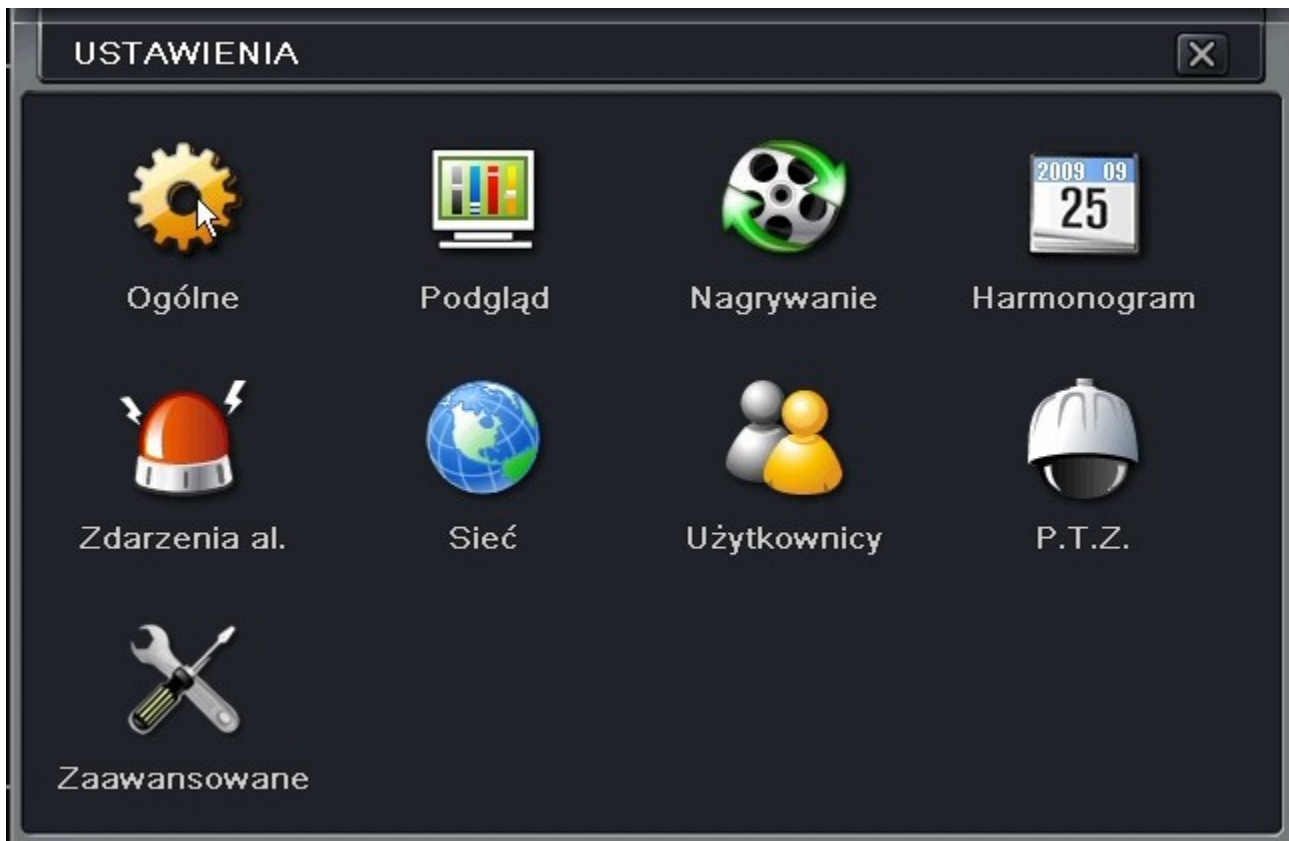 USTAWIENIA
2009 09
25
Ogólne Podgląd Nagrywanie Harmonogram
Zdarzenia al. Sieć Użytkownicy P.T.Z.
Zaawansowane